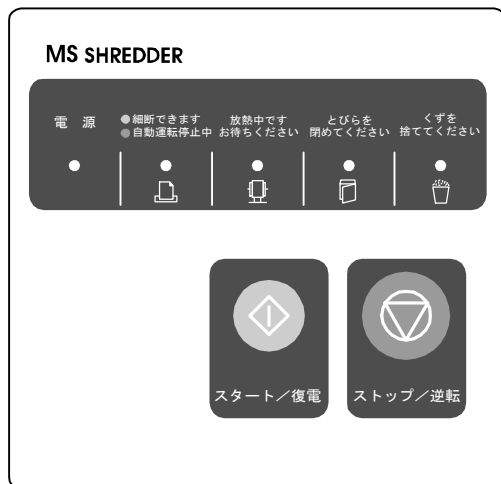 MS SHREDDER
電 源
●細断できます
●自動運転停止中
放熱中です
お待ちください
とびらを
閉めてください
くずを
捨ててください
スタート／復電
ストップ／逆転